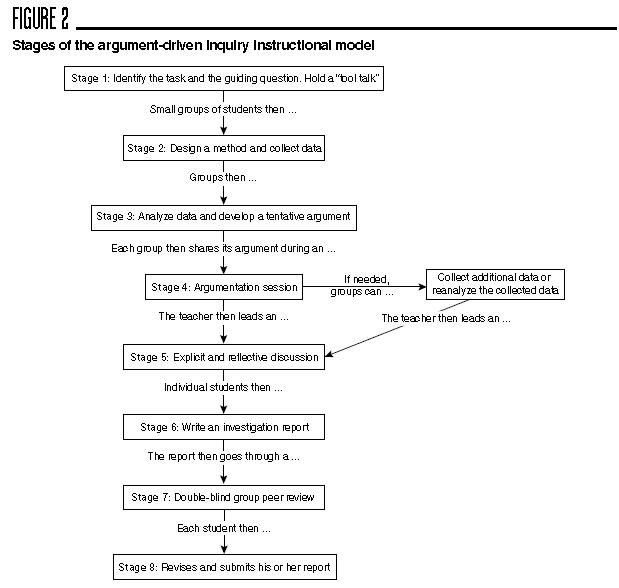 FIGURE 2
Stages of the argument-driven inquiry instructional model
Stage 1: Identify the task and the guiding question. Hold a “tool talk”
Small groups of students then ...
Stage 2: Design a method and collect data
Groups then ...
Stage 3: Analyze data and develop a tentative argument
Each group then shares its argument during an ...
Stage 4: Argumentation session
If needed,
groups can ...
Collect additional data or
reanalyze the collected data
The teacher then leads an ...
The teacher then leads an ...
Stage 5: Explicit and reflective discussion
Individual students then ...
Stage 6: Write an investigation report
The report then goes through a ...
Stage 7: Double-blind group peer review
Each student then ...
Stage 8: Revises and submits his or her report